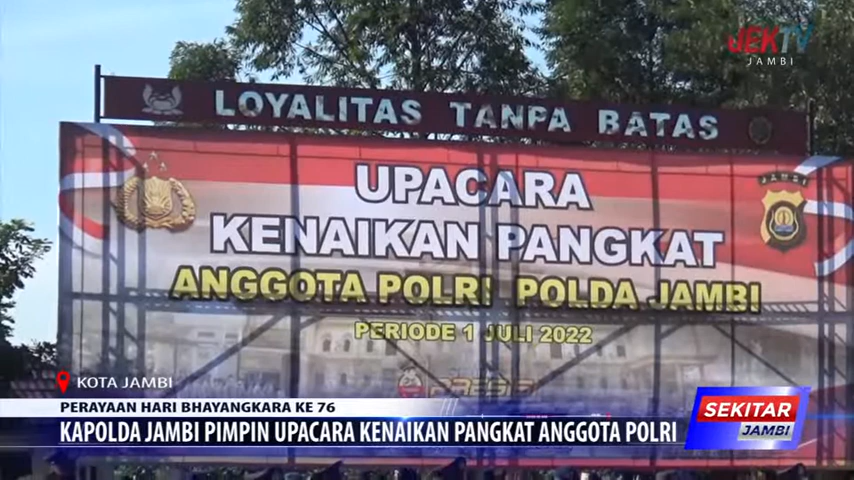 JEKTV
JAMBI
LOYALITAS TANPA BATAS
UPACARA
KENAIKAN PANGKAT
ANGGOTA POLRI POLDA JAMBI
PERIODE 1 JULI 2022
JAMBI
KOTA JAMBI
PERAYAAN HARI BHAYANGKARA KE 76
KAPOLDA JAMBI PIMPIN UPACARA KENAIKAN PANGKAT ANGGOTA POLRI
SEKITAR
JAMBI